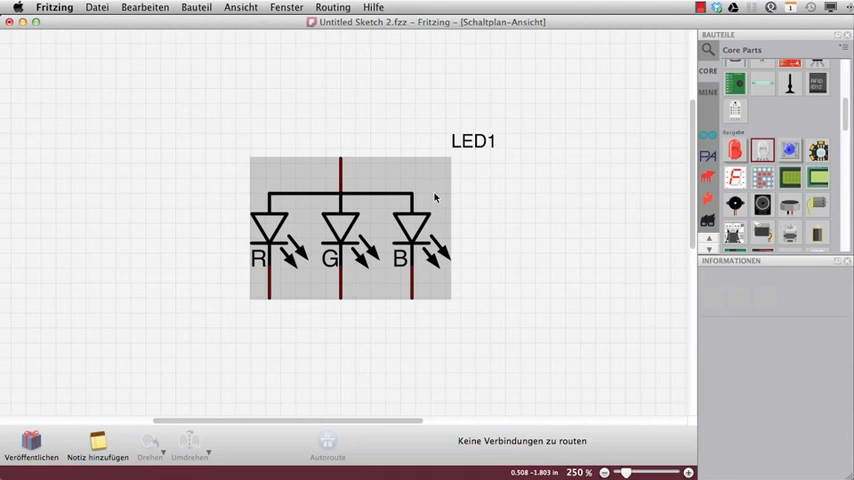 Fritzing Datei Bearbeiten Bauteil Ansicht Fenster Routing Hilfe
Untitled Sketch 2.fzz - Fritzing - [Schaltplan-Ansicht]
BAUTEILE
Core Parts
CORE
MINE
Ausgabe
LED1
R G B
INFORMATIONEN
Veröffentlichen Notiz hinzufügen Drehen Umdrehen Autoroute
Keine Verbindungen zu routen
0.508 -1.803 in 250 %